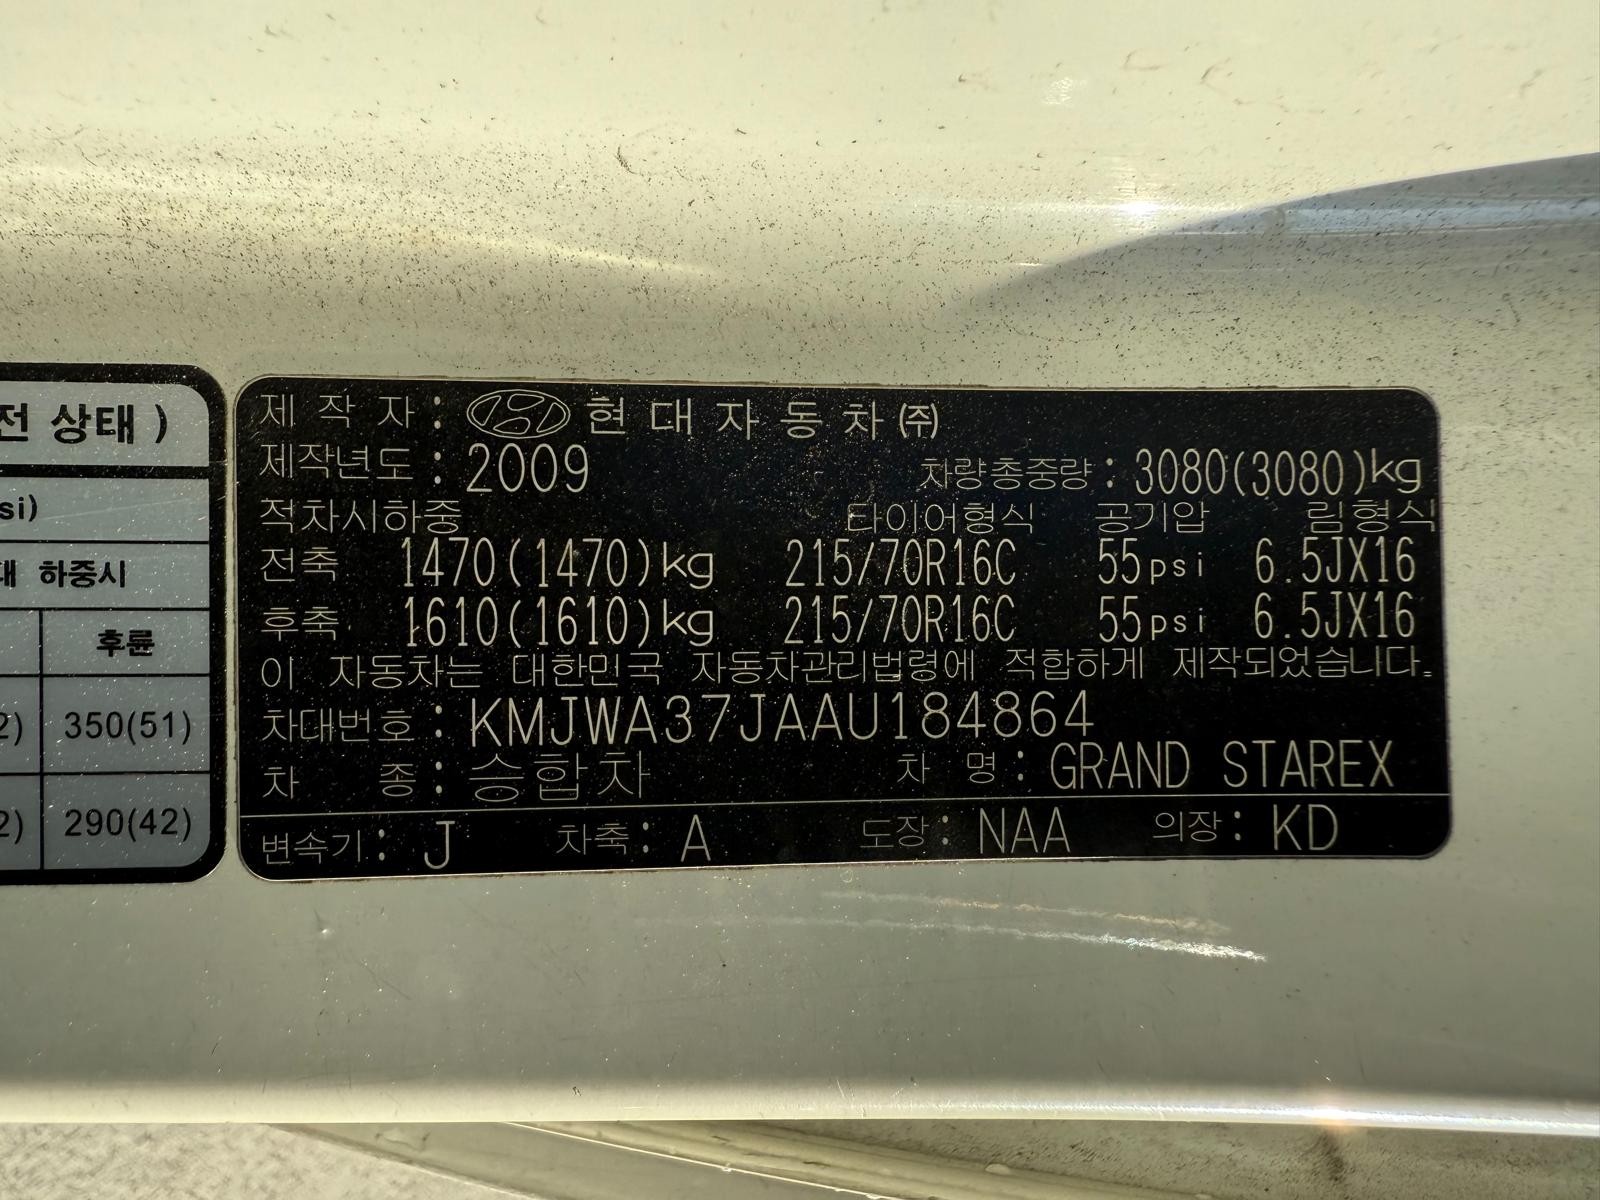 전 상태 )
si)
대 하중시
후륜
2) 350(51)
2) 290(42)
제 작 자 : 현 대 자 동 차 ㈜
제작년도 : 2009 차량총중량 : 3080(3080)kg
적차시하중 타이어형식 공기압 림형식
전축 1470(1470)kg 215/70R16C 55psi 6.5JX16
후축 1610(1610)kg 215/70R16C 55psi 6.5JX16
이 자동차는 대한민국 자동차관리법령에 적합하게 제작되었습니다.
차대번호 : KMJWA37JAAU184864
차 종 : 승합차 차 명 : GRAND STAREX
변속기 : J 차축 : A 도장 : NAA 의장 : KD